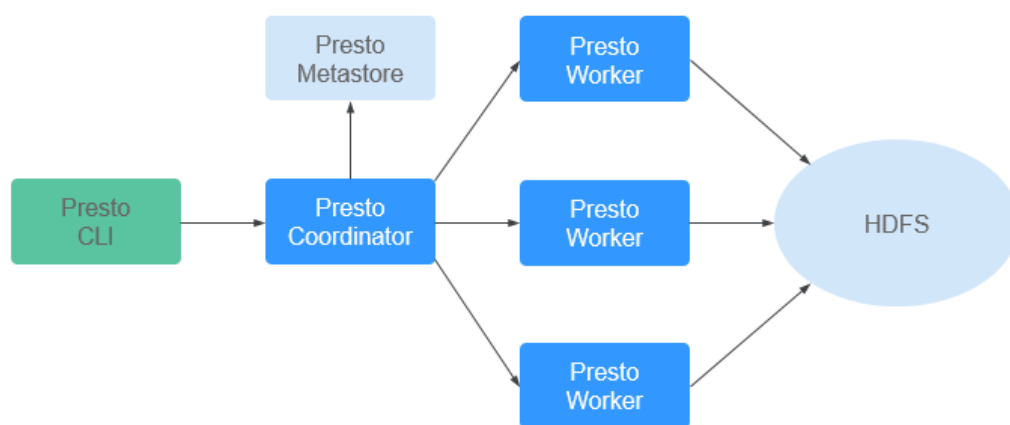 Presto
Metastore
Presto
Worker
Presto
CLI
Presto
Coordinator
Presto
Worker
HDFS
Presto
Worker